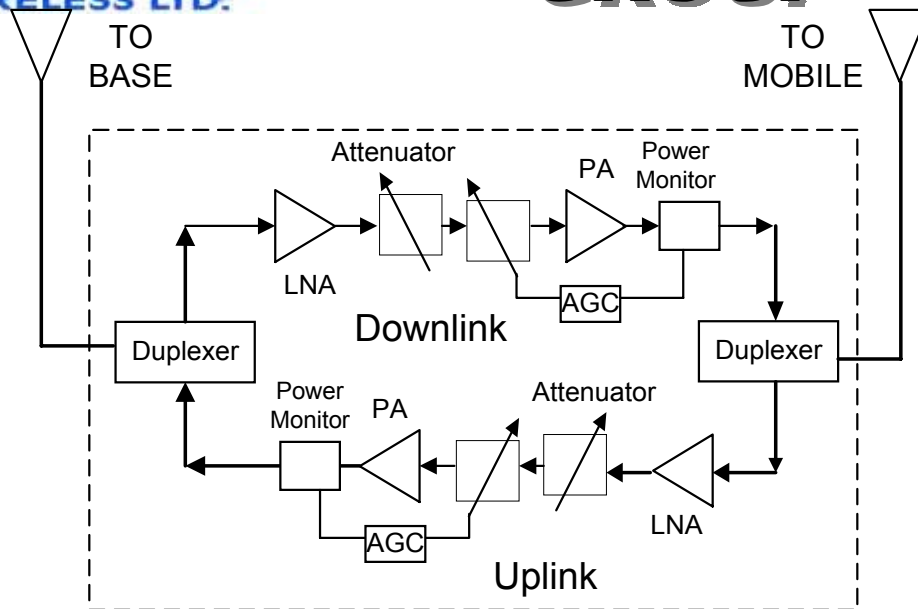 LTD.
TO
BASE
TO
MOBILE
Attenuator
PA
Power
Monitor
LNA
AGC
Downlink
Duplexer
Duplexer
Power
Monitor
PA
Attenuator
LNA
AGC
Uplink